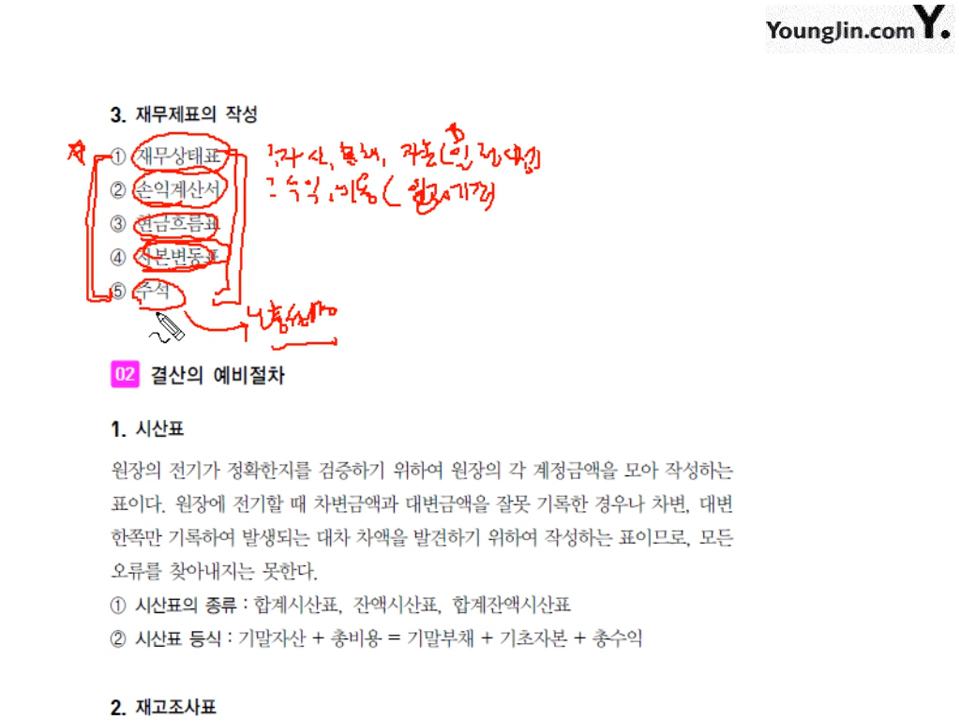 YoungJin.com Y.
3. 재무제표의 작성
① 재무상태표
: 자산, 부채, 자본(일정시점)
② 손익계산서
: 수익, 비용(일정기간)
③ 현금흐름표
④ 자본변동표
⑤ 주석
02 결산의 예비절차
1. 시산표
원장의 전기가 정확한지를 검증하기 위하여 원장의 각 계정금액을 모아 작성하는
표이다. 원장에 전기할 때 차변금액과 대변금액을 잘못 기록한 경우나 차변, 대변
한쪽만 기록하여 발생되는 대차 차액을 발견하기 위하여 작성하는 표이므로, 모든
오류를 찾아내지는 못한다.
① 시산표의 종류 : 합계시산표, 잔액시산표, 합계잔액시산표
② 시산표 등식 : 기말자산 + 총비용 = 기말부채 + 기초자본 + 총수익
2. 재고조사표